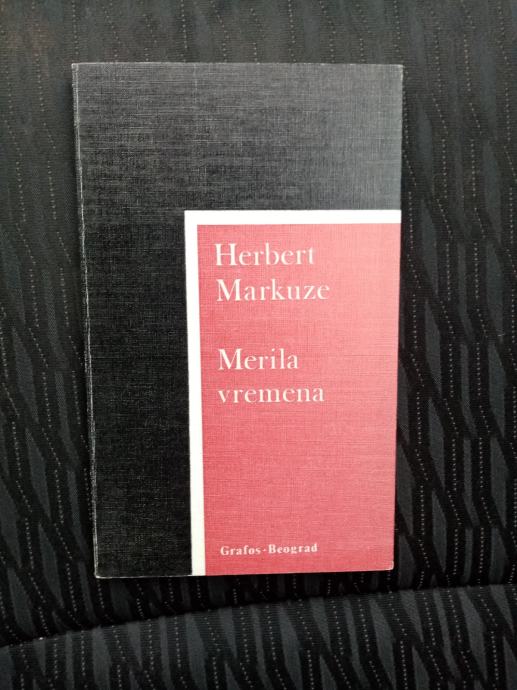 Herbert
Markuze
Merila
vremena
Grafos-Beograd